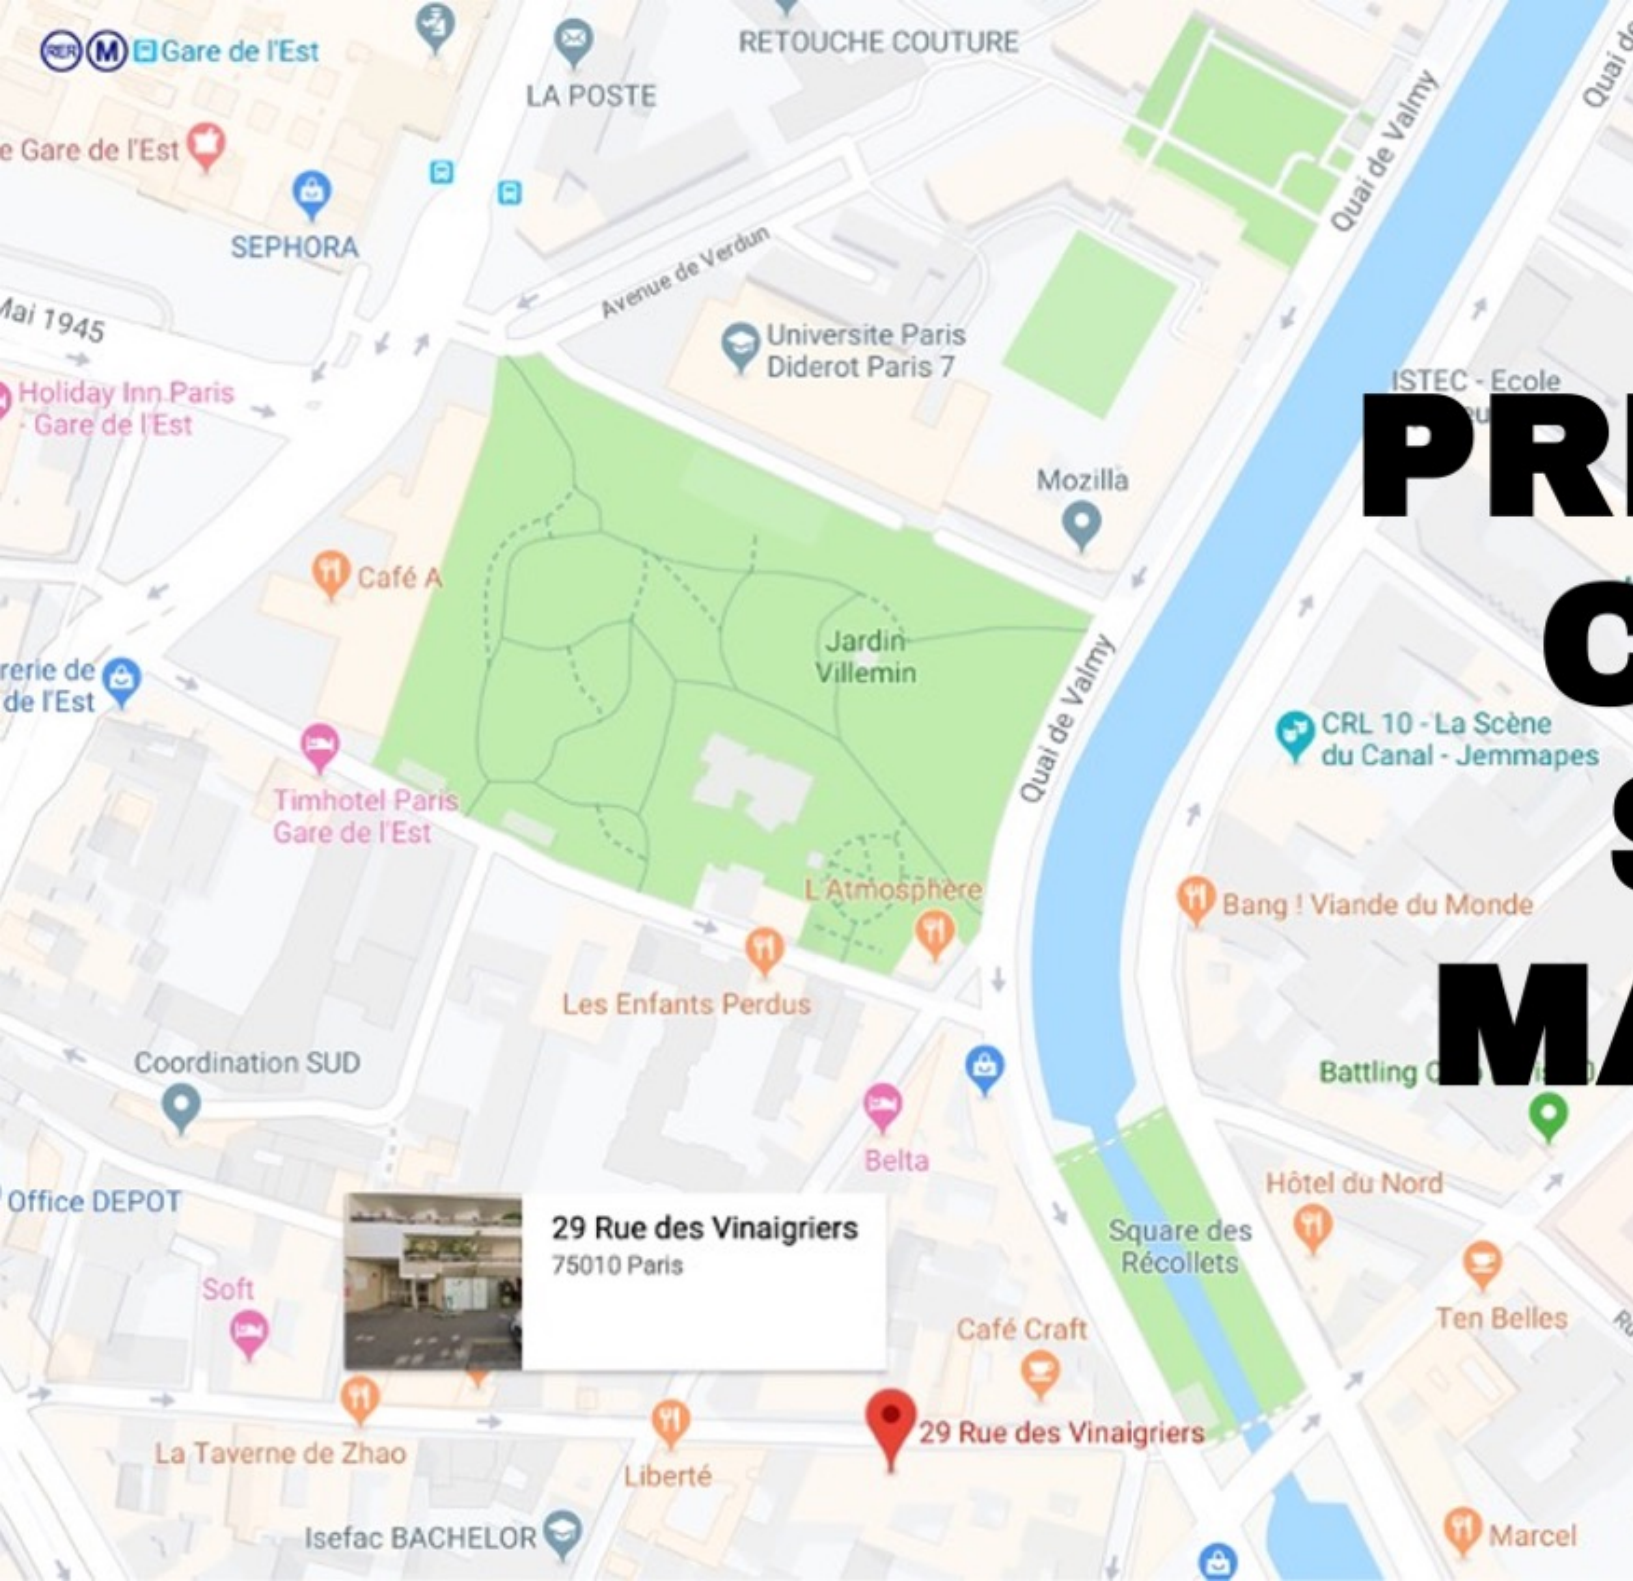 RER M Gare de l'Est
LA POSTE
RETOUCHE COUTURE
Quai de Valmy
Quai
e Gare de l'Est
SEPHORA
Avenue de Verdun
Mai 1945
Universite Paris
Diderot Paris 7
Holiday Inn Paris
- Gare de l'Est
ISTEC - Ecole
PR
Mozilla
Café A
C
Jardin
Villemin
Quai de Valmy
rerie de
de l'Est
CRL 10 - La Scène
du Canal - Jemmapes
Timhotel Paris
Gare de l'Est
S
L'Atmosphère
Bang ! Viande du Monde
Les Enfants Perdus
MA
Coordination SUD
Battling
Belta
Office DEPOT
Hôtel du Nord
29 Rue des Vinaigriers
75010 Paris
Square des
Récollets
Soft
Ten Belles
Café Craft
29 Rue des Vinaigriers
La Taverne de Zhao
Liberté
Isefac BACHELOR
Marcel